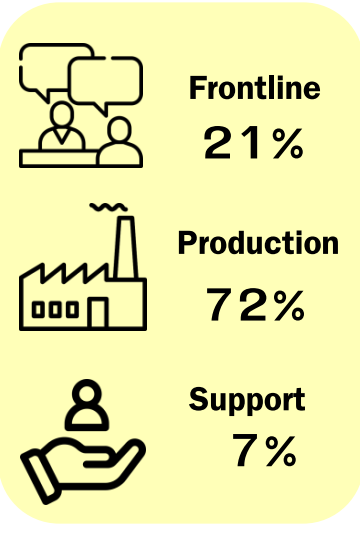 Frontline
21%
Production
72%
Support
7%